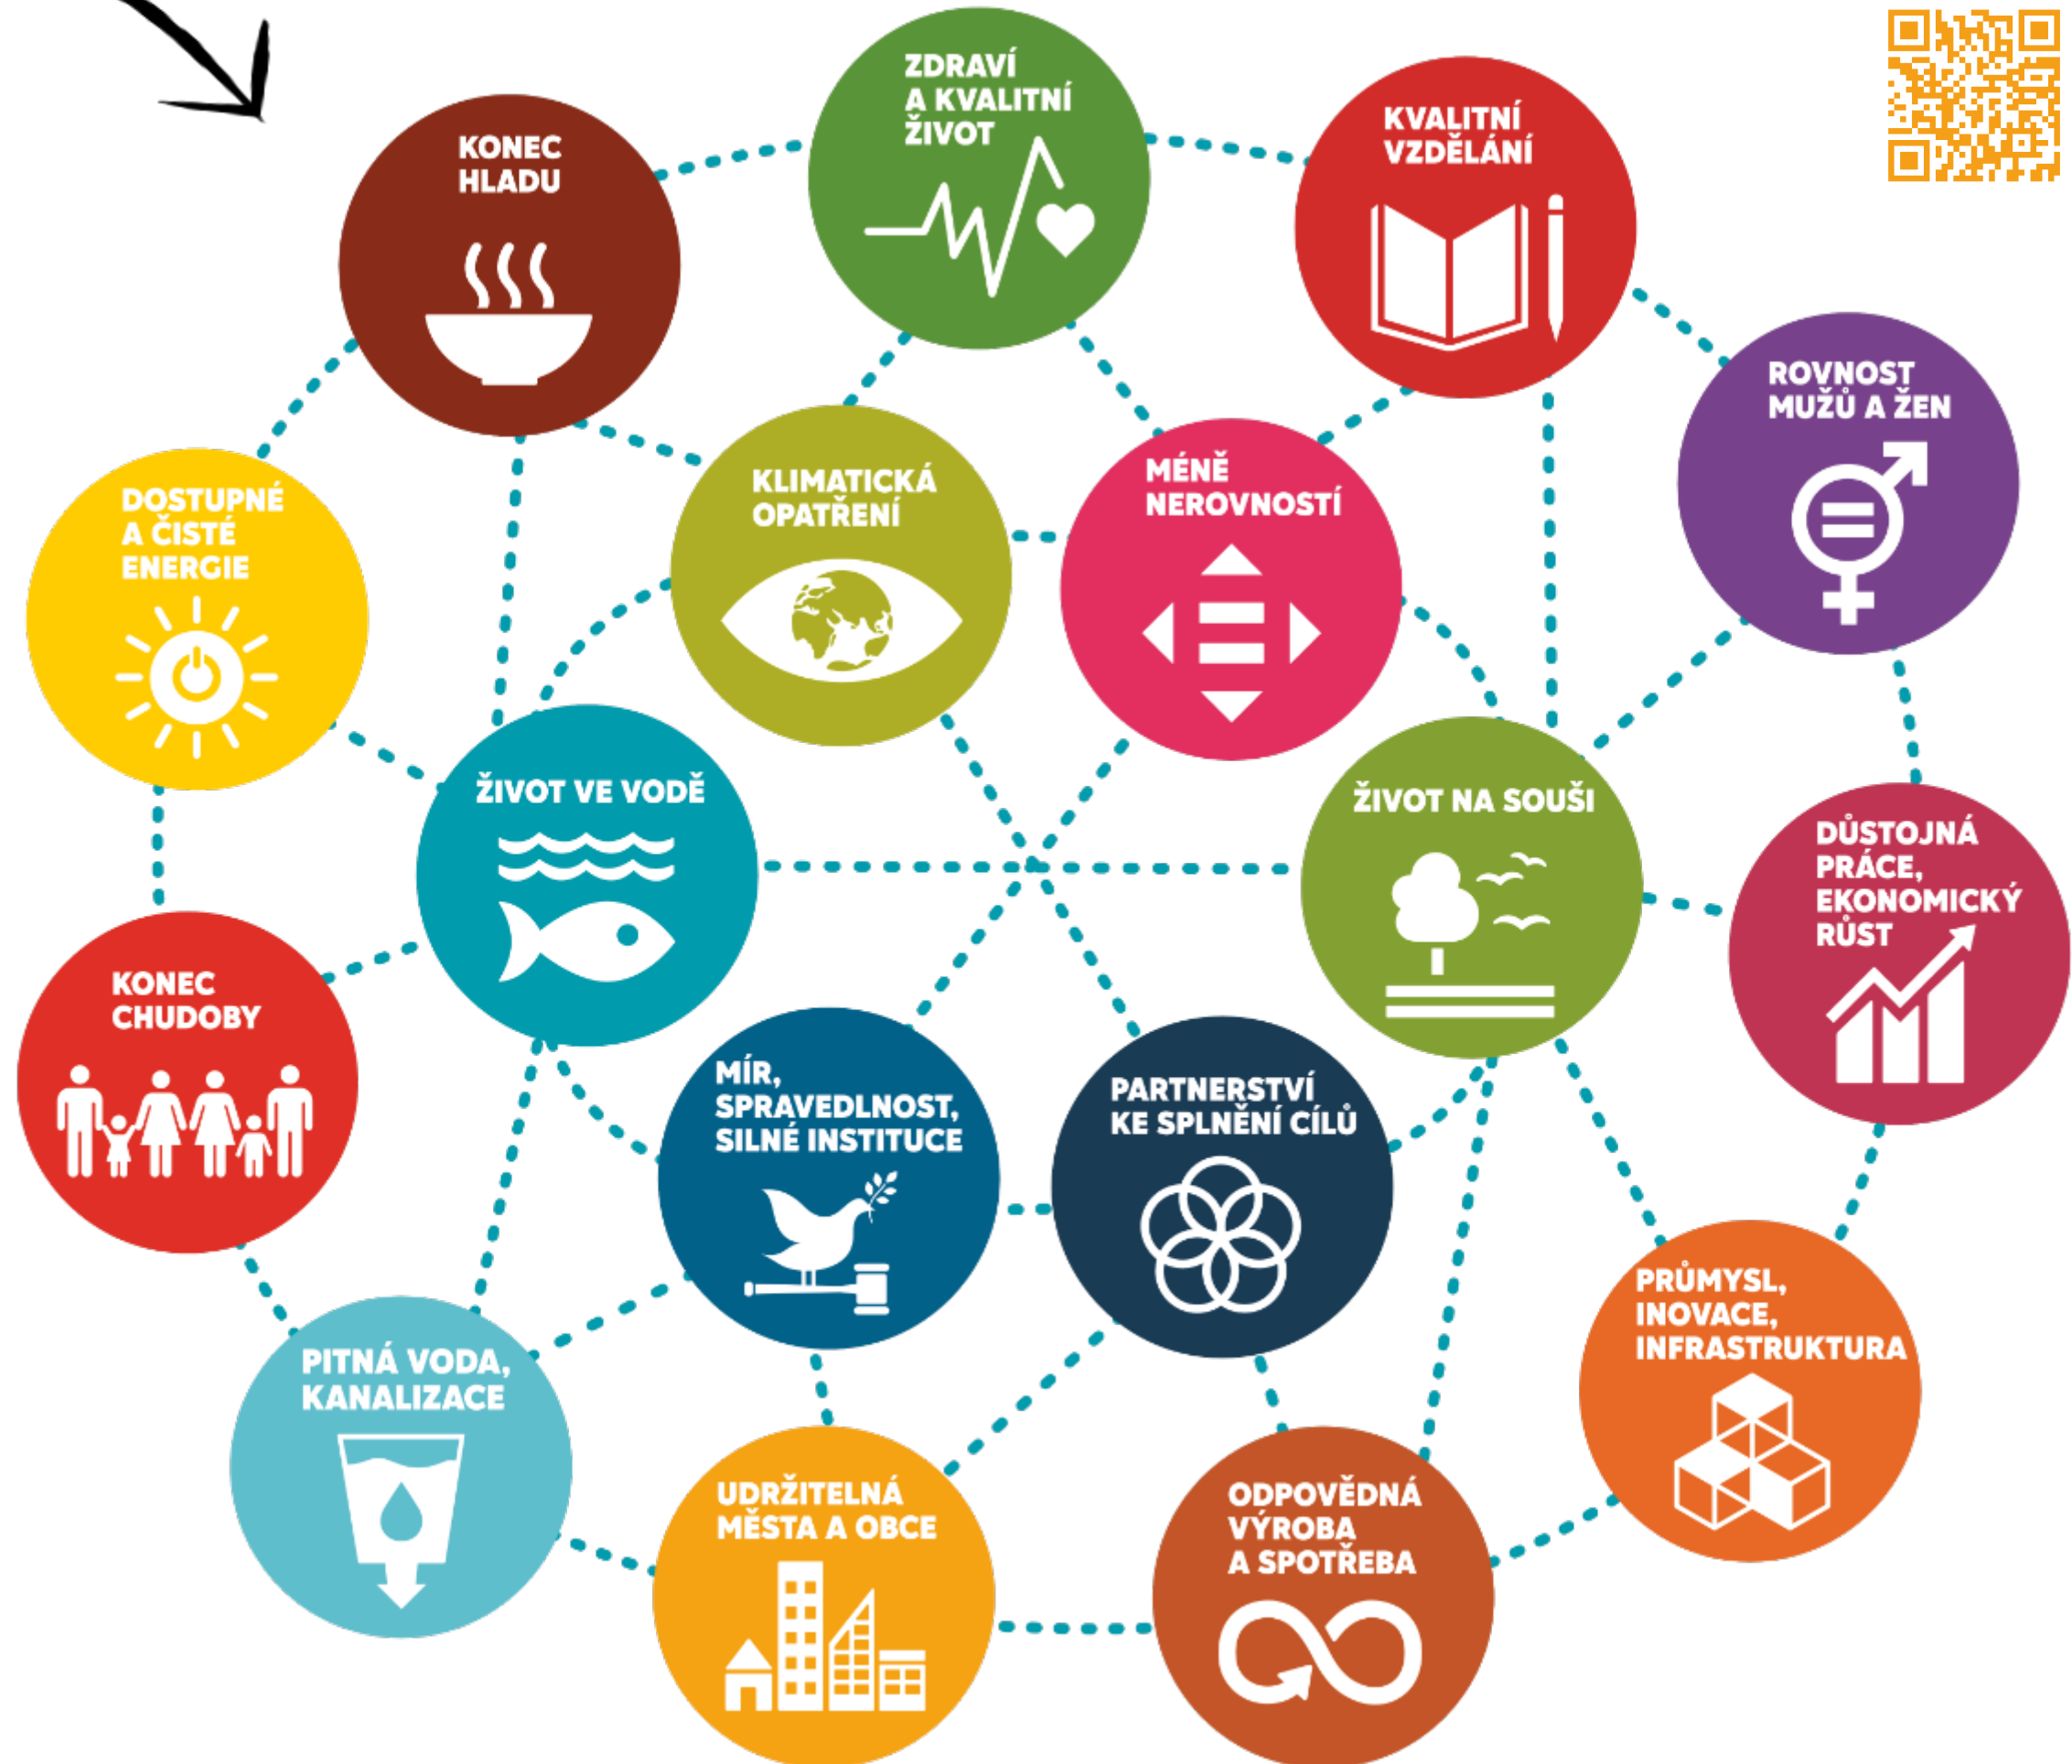 KONEC
HLADU
ZDRAVÍ
A KVALITNÍ
ŽIVOT
KVALITNÍ
VZDĚLÁNÍ
ROVNOST
MUŽŮ A ŽEN
DOSTUPNÉ
A ČISTÉ
ENERGIE
KLIMATICKÁ
OPATŘENÍ
MÉNĚ
NEROVNOSTÍ
ŽIVOT VE VODĚ
ŽIVOT NA SOUŠI
DŮSTOJNÁ
PRÁCE,
EKONOMICKÝ
RŮST
KONEC
CHUDOBY
MÍR,
SPRAVEDLNOST,
SILNÉ INSTITUCE
PARTNERSTVÍ
KE SPLNĚNÍ CÍLŮ
PRŮMYSL,
INOVACE,
INFRASTRUKTURA
PITNÁ VODA,
KANALIZACE
UDRŽITELNÁ
MĚSTA A OBCE
ODPOVĚDNÁ
VÝROBA
A SPOTŘEBA